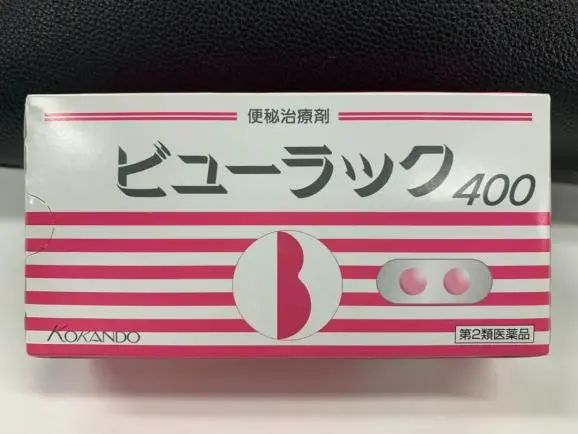 便秘治療剤
ビューラック400
B
KOKANDO
第2類医薬品